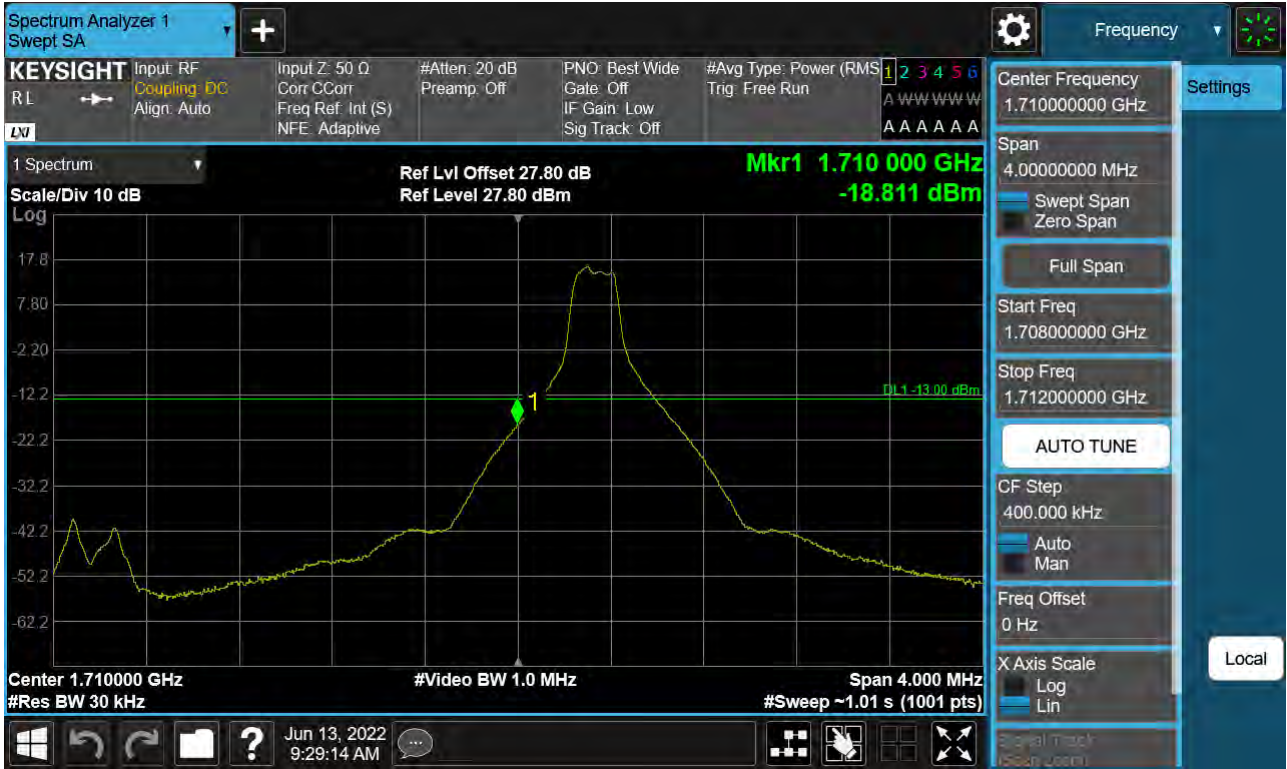 Spectrum Analyzer 1
Swept SA
Frequency
KEYSIGHT
R L
LXI
Input: RF
Coupling: DC
Align: Auto
Input Z: 50 Ω
Corr CCorr
Freq Ref: Int (S)
NFE: Adaptive
#Atten: 20 dB
Preamp: Off
PNO: Best Wide
Gate: Off
IF Gain: Low
Sig Track: Off
#Avg Type: Power (RMS
Trig: Free Run
1 2 3 4 5 6
A W W W W W
A A A A A A
Center Frequency
1.710000000 GHz
Settings
Span
4.00000000 MHz
Swept Span
Zero Span
Full Span
Start Freq
1.708000000 GHz
Stop Freq
1.712000000 GHz
AUTO TUNE
CF Step
400.000 kHz
Auto
Man
Freq Offset
0 Hz
X Axis Scale
Log
Lin
Local
1 Spectrum
Scale/Div 10 dB
Log
Ref Lvl Offset 27.80 dB
Ref Level 27.80 dBm
Mkr1 1.710 000 GHz
-18.811 dBm
17.8
7.80
-2.20
-12.2
-22.2
-32.2
-42.2
-52.2
-62.2
DL1 -13.00 dBm
1
Center 1.710000 GHz
#Video BW 1.0 MHz
Span 4.000 MHz
#Res BW 30 kHz
#Sweep ~1.01 s (1001 pts)
Jun 13, 2022
9:29:14 AM